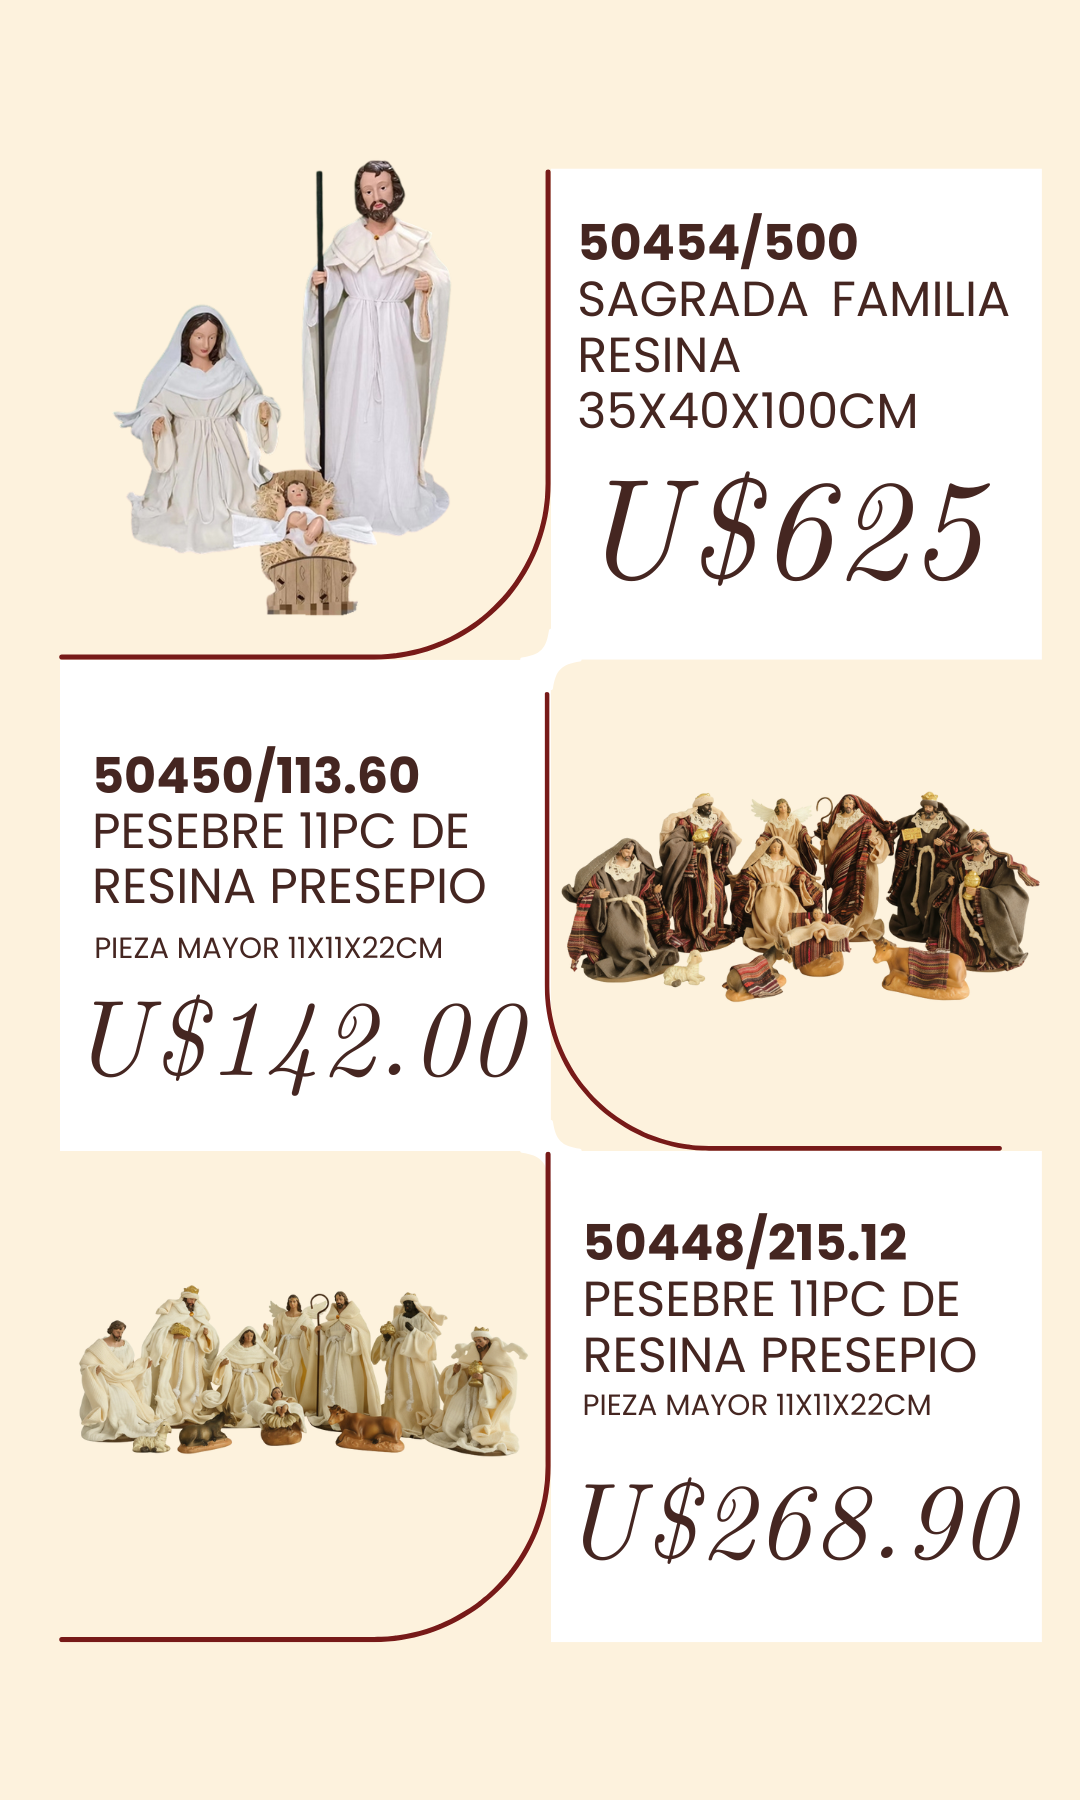 50454/500
SAGRADA FAMILIA
RESINA
35X40X100CM
U$625
50450/113.60
PESEBRE 11PC DE
RESINA PRESEPIO
PIEZA MAYOR 11X11X22CM
U$142.00
50448/215.12
PESEBRE 11PC DE
RESINA PRESEPIO
PIEZA MAYOR 11X11X22CM
U$268.90